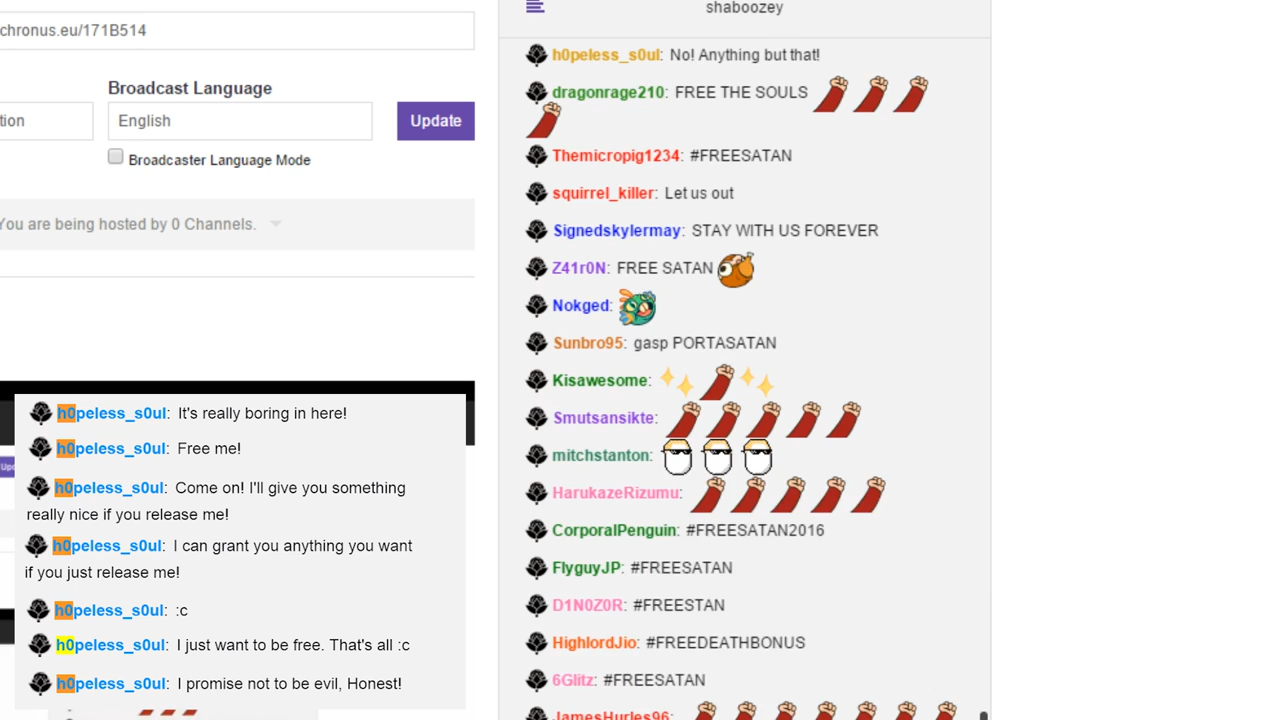 chronus.eu/171B514
Broadcast Language
tion
English
Update
Broadcaster Language Mode
You are being hosted by 0 Channels.
h0peless_s0ul: It's really boring in here!
h0peless_s0ul: Free me!
h0peless_s0ul: Come on! I'll give you something
really nice if you release me!
h0peless_s0ul: I can grant you anything you want
if you just release me!
h0peless_s0ul: :c
h0peless_s0ul: I just want to be free. That's all :c
h0peless_s0ul: I promise not to be evil, Honest!
shaboozey
h0peless_s0ul: No! Anything but that!
dragonrage210: FREE THE SOULS
Themicropig1234: #FREESATAN
squirrel_killer: Let us out
Signedskylermay: STAY WITH US FOREVER
Z41r0N: FREE SATAN
Nokged:
Sunbro95: gasp PORTASATAN
Kisawesome:
Smutsansikte:
mitchstanton:
HarukazeRizumu:
CorporalPenguin: #FREESATAN2016
FlyguyJP: #FREESATAN
D1N0Z0R: #FREESTAN
HighlordJio: #FREEDEATHBONUS
6Glitz: #FREESATAN
JamesHurles96: